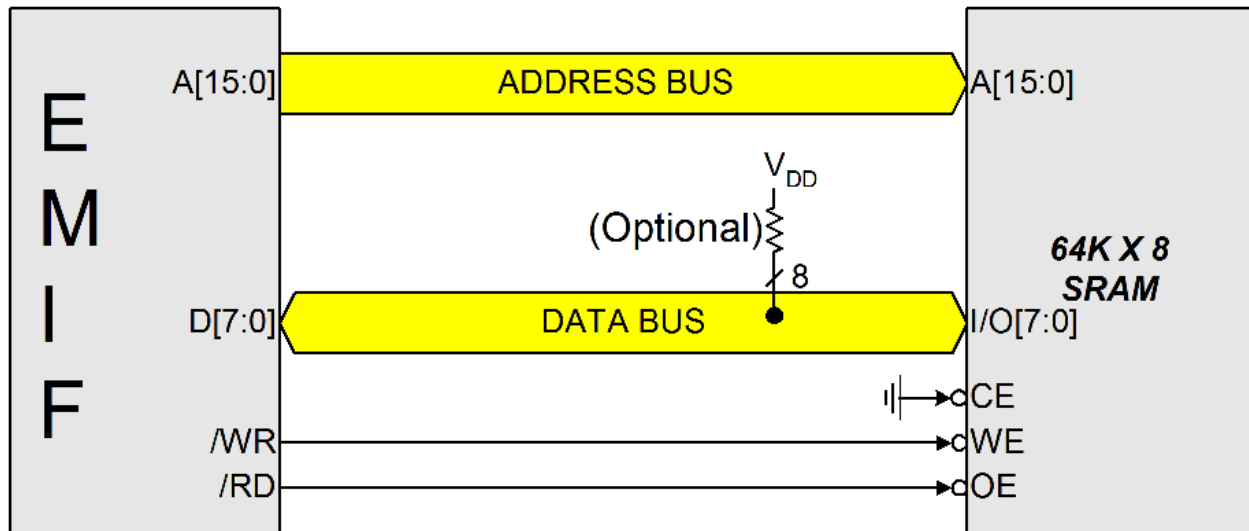 E
M
I
F
A[15:0]
ADDRESS BUS
A[15:0]
VDD
(Optional)
8
64K X 8
SRAM
D[7:0]
DATA BUS
I/O[7:0]
CE
/WR
WE
/RD
OE